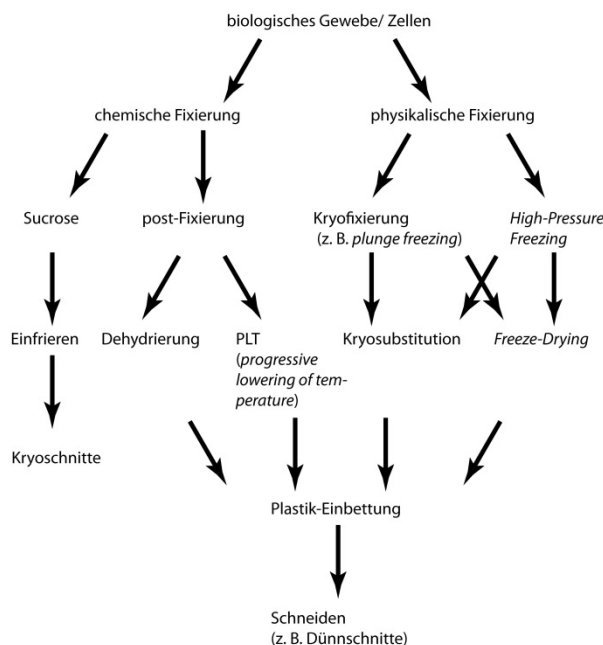 biologisches Gewebe/ Zellen
chemische Fixierung
physikalische Fixierung
Sucrose
post-Fixierung
Kryofixierung
(z. B. plunge freezing)
High-Pressure
Freezing
Einfrieren
Dehydrierung
PLT
(progressive
lowering of tem-
perature)
Kryosubstitution
Freeze-Drying
Kryoschnitte
Plastik-Einbettung
Schneiden
(z. B. Dünnschnitte)